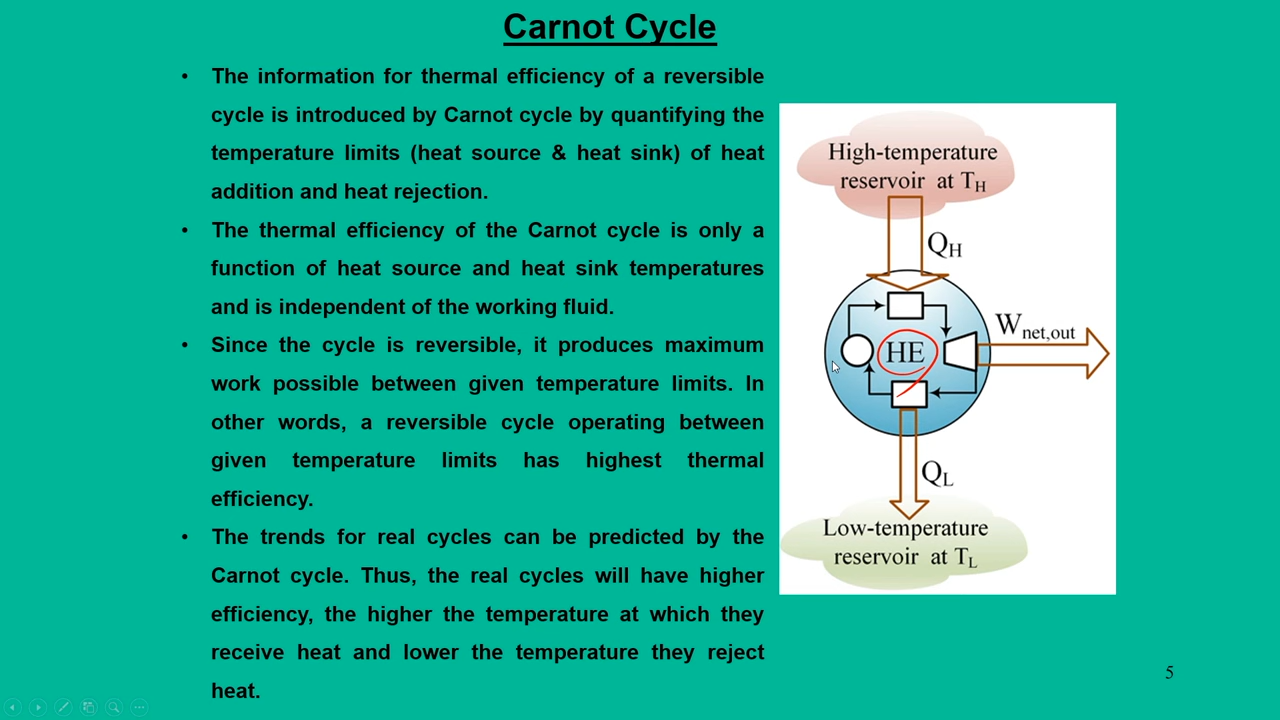 Carnot Cycle
• The information for thermal efficiency of a reversible
cycle is introduced by Carnot cycle by quantifying the
temperature limits (heat source & heat sink) of heat
addition and heat rejection.
• The thermal efficiency of the Carnot cycle is only a
function of heat source and heat sink temperatures
and is independent of the working fluid.
• Since the cycle is reversible, it produces maximum
work possible between given temperature limits. In
other words, a reversible cycle operating between
given temperature limits has highest thermal
efficiency.
• The trends for real cycles can be predicted by the
Carnot cycle. Thus, the real cycles will have higher
efficiency, the higher the temperature at which they
receive heat and lower the temperature they reject
heat.
High-temperature
reservoir at TH
QH
HE
Wnet,out
QL
Low-temperature
reservoir at TL
5